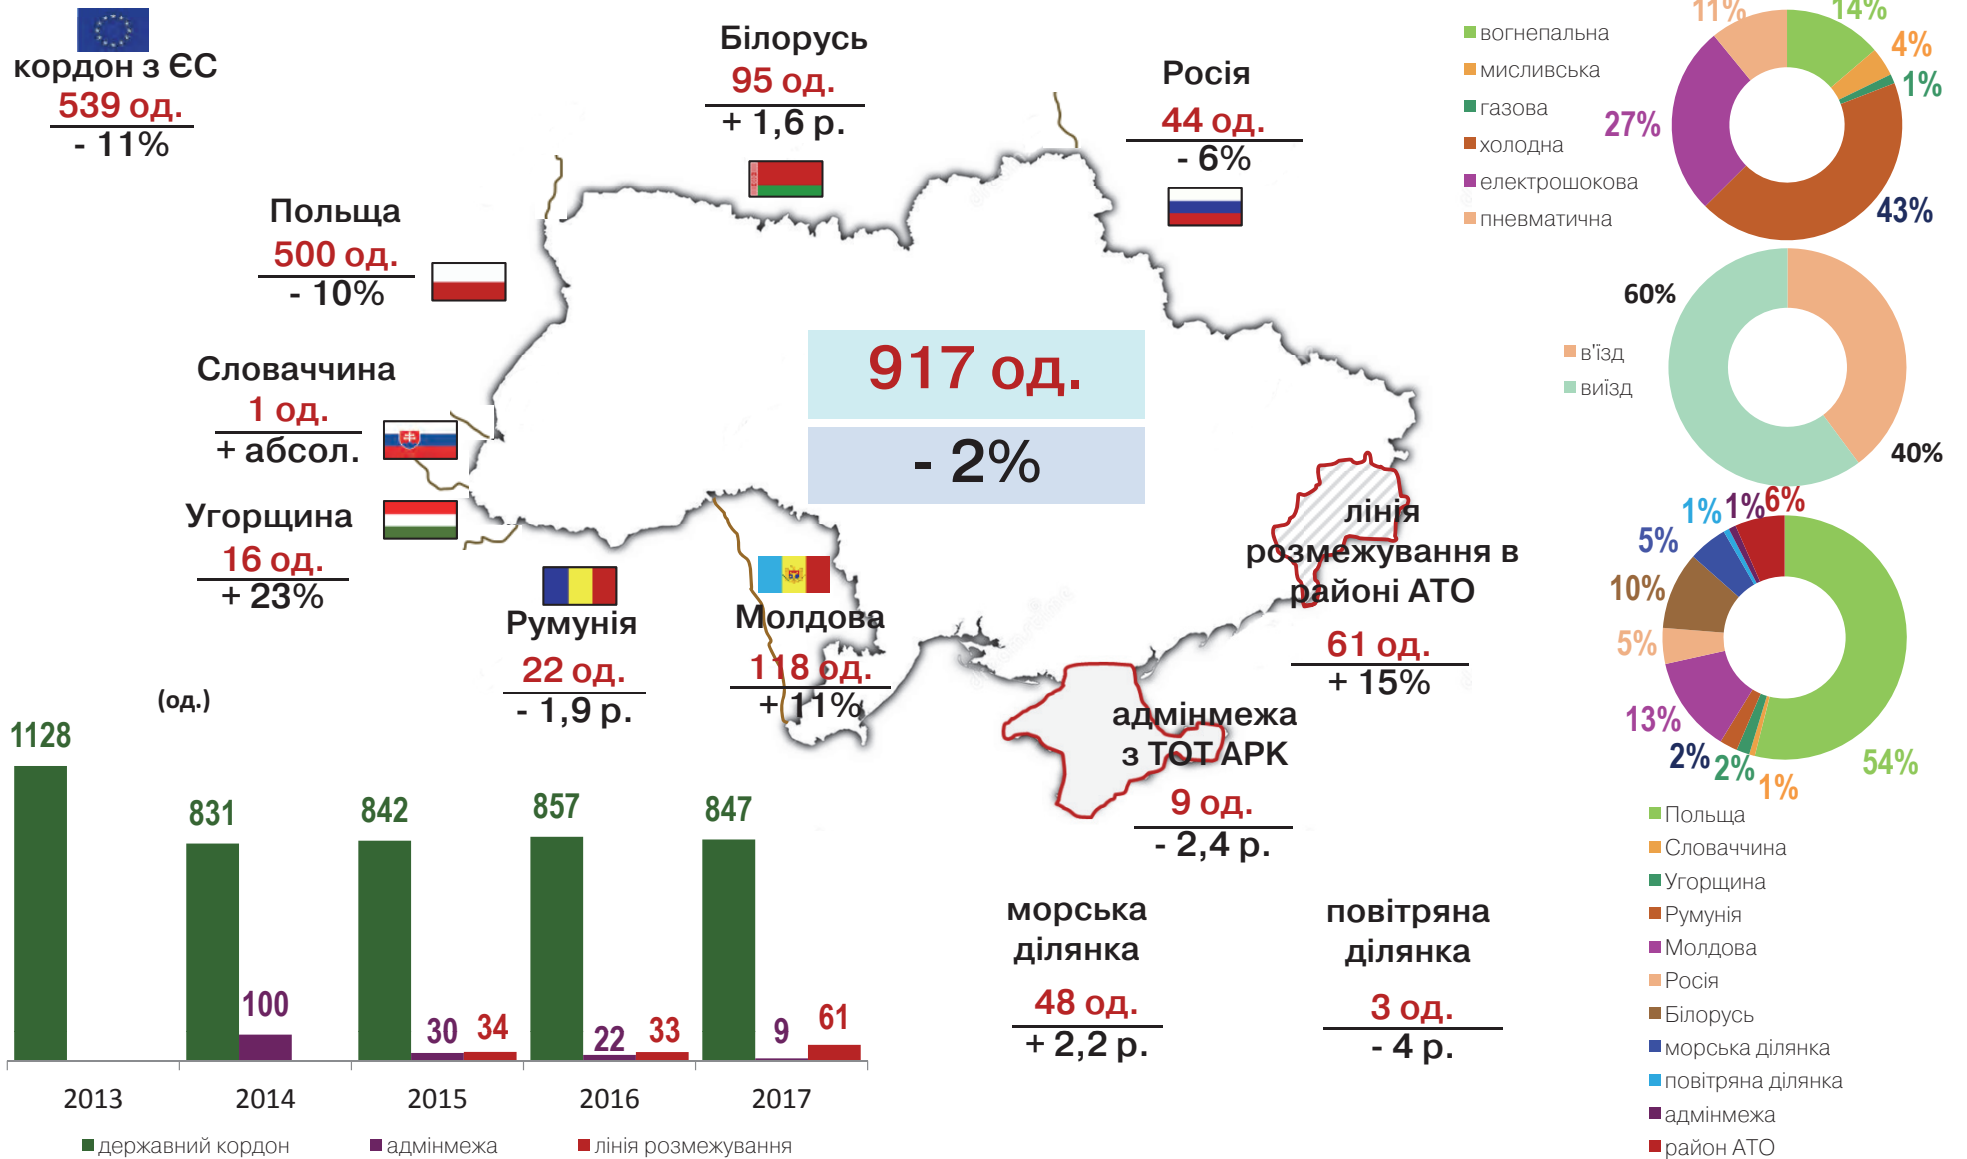 кордон з ЄС
539 од.
- 11%
Білорусь
95 од.
+ 1,6 р.
Росія
44 од.
- 6%
Польща
500 од.
- 10%
Словаччина
1 од.
+ абсол.
Угорщина
16 од.
+ 23%
Румунія
22 од.
- 1,9 р.
Молдова
118 од.
+ 11%
917 од.
- 2%
лінія
розмежування в
районі АТО
61 од.
+ 15%
адмінмежа
з ТОТ АРК
9 од.
- 2,4 р.
морська
ділянка
48 од.
+ 2,2 р.
повітряна
ділянка
3 од.
- 4 р.
(од.)
1128
831
100
842
30
34
857
22
33
847
9
61
2013
2014
2015
2016
2017
державний кордон
адмінмежа
лінія розмежування
вогнепальна
мисливська
газова
холодна
електрошокова
пневматична
11%
14%
4%
1%
27%
43%
60%
40%
в'їзд
виїзд
1%
1%
6%
5%
10%
5%
13%
2%
2%
1%
54%
Польща
Словаччина
Угорщина
Румунія
Молдова
Росія
Білорусь
морська ділянка
повітряна ділянка
адмінмежа
район АТО